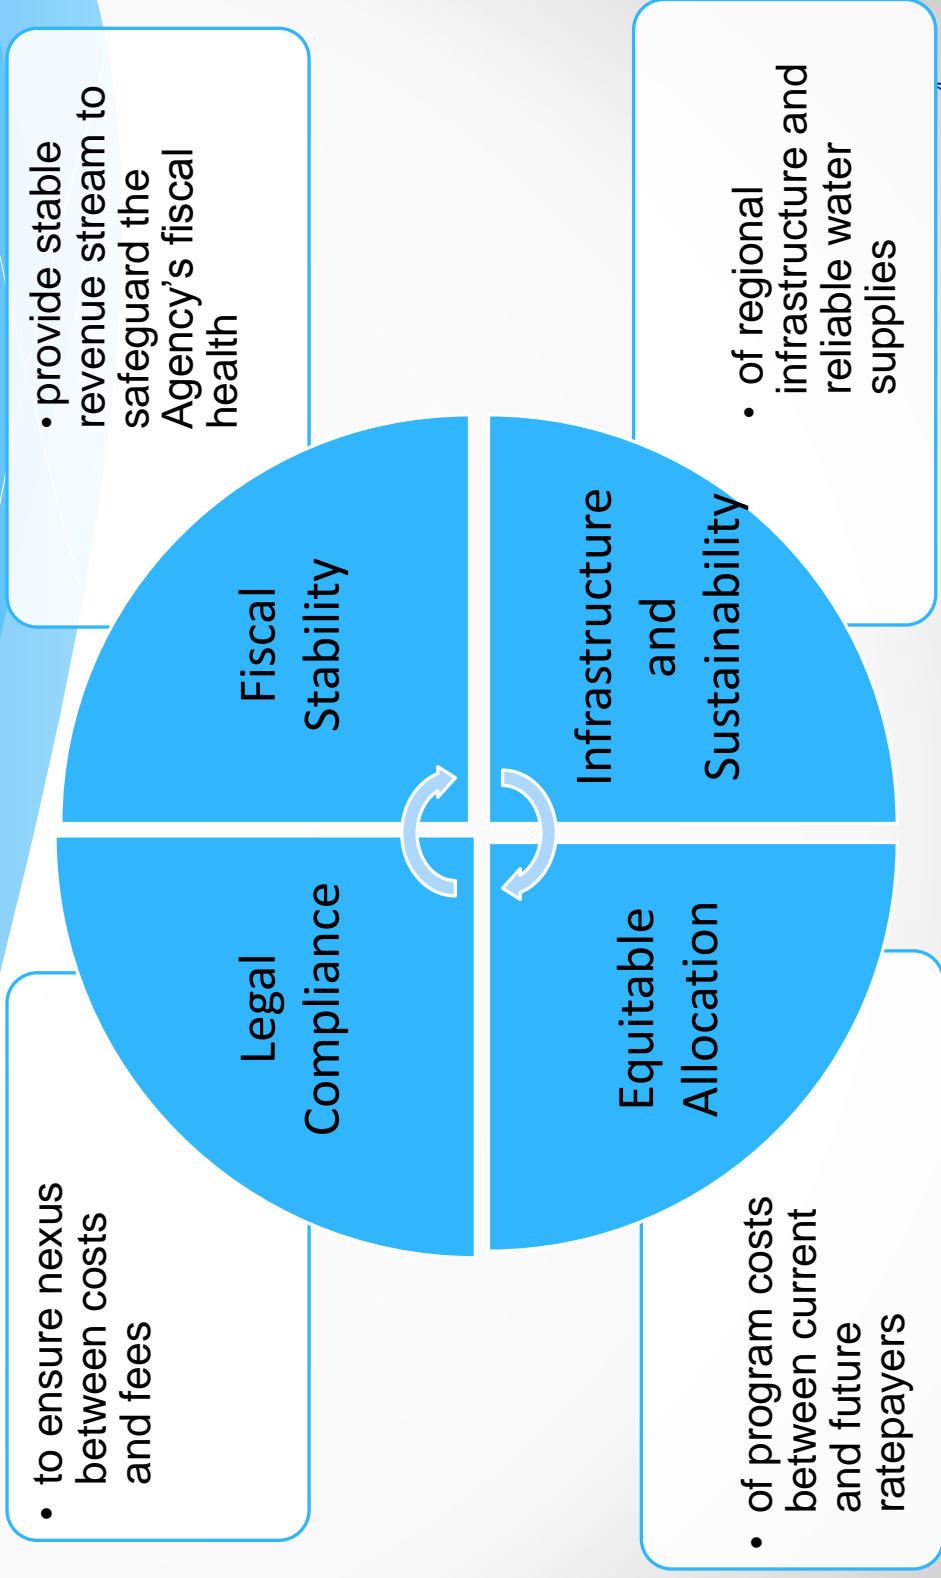 • to ensure nexus
between costs
and fees
Legal
Compliance
• provide stable
revenue stream to
safeguard the
Agency’s fiscal
health
Fiscal
Stability
Equitable
Allocation
• of program costs
between current
and future
ratepayers
Infrastructure
and
Sustainability
• of regional
infrastructure and
reliable water
supplies